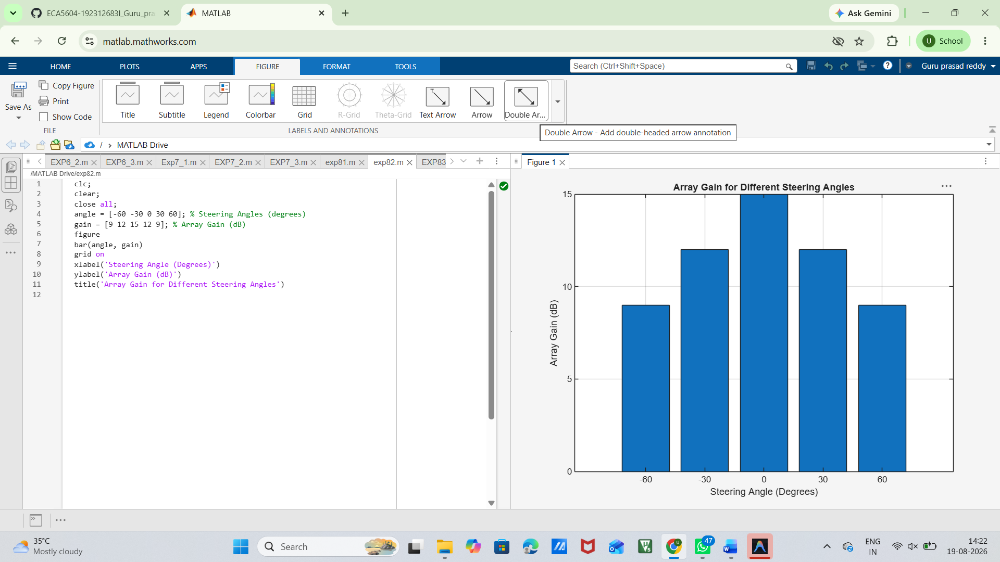 ECA5604-192312683I_Guru_pra
MATLAB
Ask Gemini
matlab.mathworks.com
U
School
HOME
PLOTS
APPS
FIGURE
FORMAT
TOOLS
Search (Ctrl+Shift+Space)
Guru prasad reddy
Save As
Copy Figure
Print
Show Code
FILE
Title
Subtitle
Legend
Colorbar
Grid
R-Grid
Theta-Grid
Text Arrow
Arrow
Double Ar...
LABELS AND ANNOTATIONS
Double Arrow - Add double-headed arrow annotation
/ › MATLAB Drive
EXP6_2.m
EXP6_3.m
Exp7_1.m
EXP7_2.m
EXP7_3.m
exp81.m
exp82.m
EXP83
/MATLAB Drive/exp82.m
1 clc;
2 clear;
3 close all;
4 angle = [-60 -30 0 30 60]; % Steering Angles (degrees)
5 gain = [9 12 15 12 9]; % Array Gain (dB)
6 figure
7 bar(angle, gain)
8 grid on
9 xlabel('Steering Angle (Degrees)')
10 ylabel('Array Gain (dB)')
11 title('Array Gain for Different Steering Angles')
12
Figure 1
Array Gain for Different Steering Angles
15
10
5
0
Array Gain (dB)
-60
-30
0
30
60
Steering Angle (Degrees)
35°C
Mostly cloudy
Search
47
ENG
IN
14:22
19-08-2026